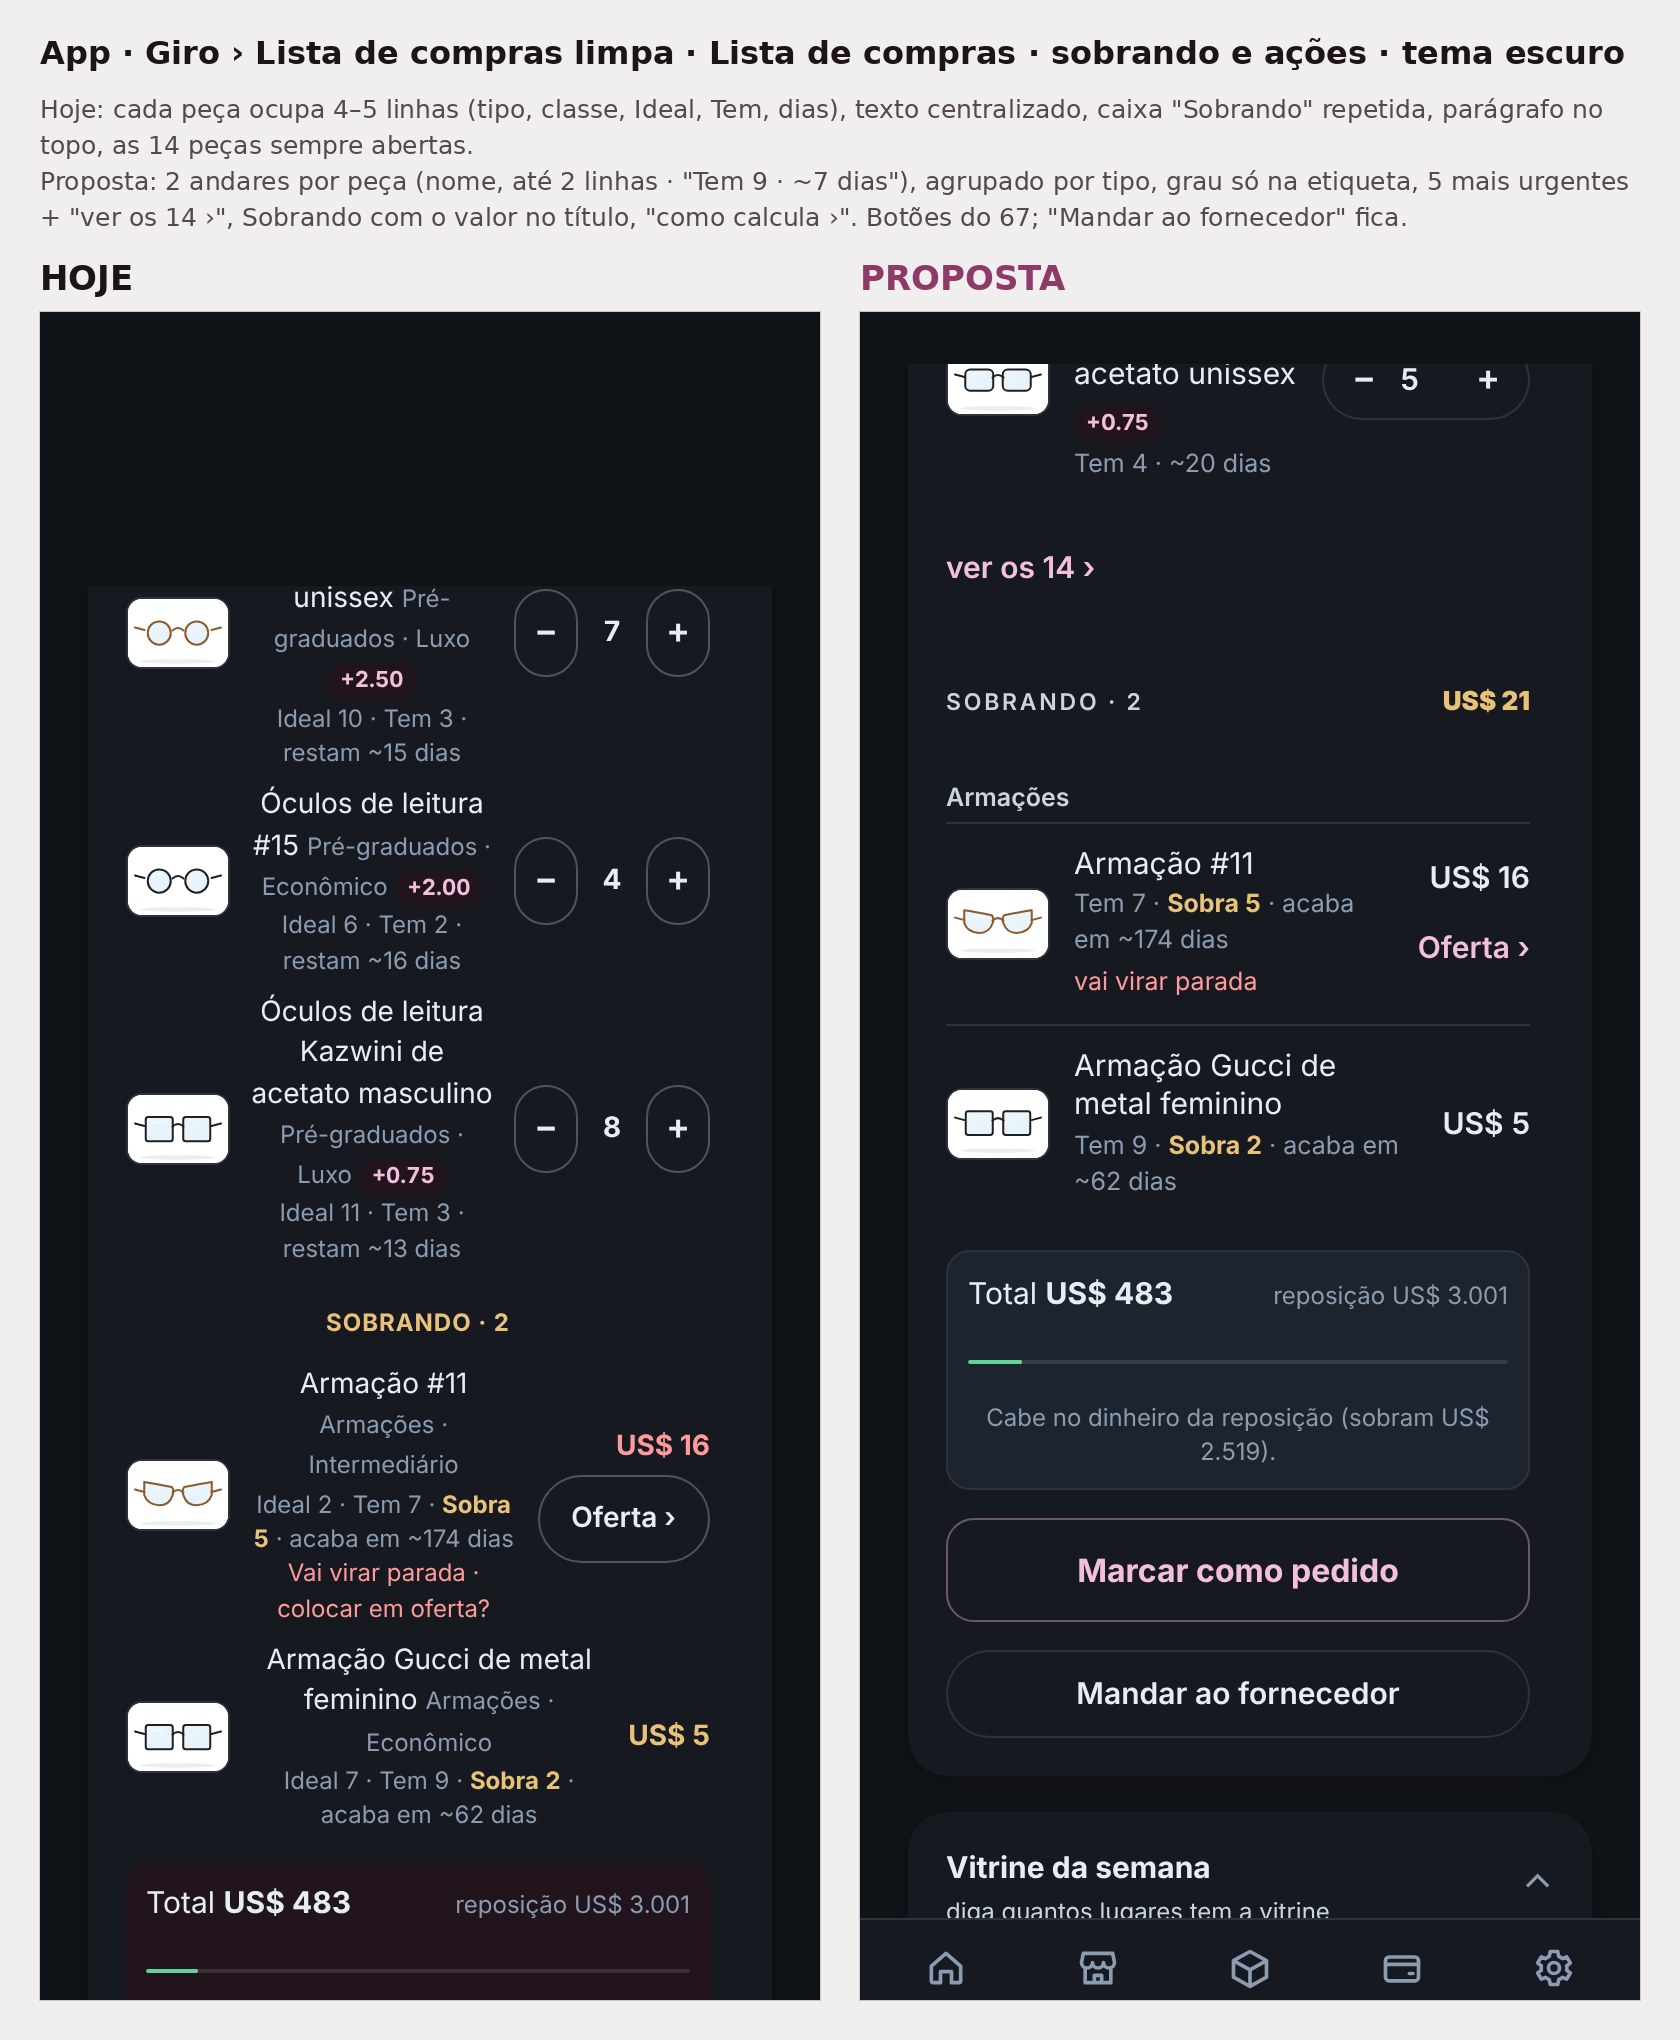 App · Giro › Lista de compras limpa · Lista de compras · sobrando e ações · tema escuro
Hoje: cada peça ocupa 4–5 linhas (tipo, classe, Ideal, Tem, dias), texto centralizado, caixa "Sobrando" repetida, parágrafo no
topo, as 14 peças sempre abertas.
Proposta: 2 andares por peça (nome, até 2 linhas · "Tem 9 · ~7 dias"), agrupado por tipo, grau só na etiqueta, 5 mais urgentes
+ "ver os 14 ›", Sobrando com o valor no título, "como calcula ›". Botões do 67; "Mandar ao fornecedor" fica.
HOJE
unissex Pré-
graduados · Luxo
+2.50
Ideal 10 · Tem 3 ·
restam ~15 dias
− 7 +
Óculos de leitura
#15 Pré-graduados ·
Econômico +2.00
Ideal 6 · Tem 2 ·
restam ~16 dias
− 4 +
Óculos de leitura
Kazwini de
acetato masculino
Pré-graduados ·
Luxo +0.75
Ideal 11 · Tem 3 ·
restam ~13 dias
− 8 +
SOBRANDO · 2
Armação #11
Armações ·
Intermediário
Ideal 2 · Tem 7 · Sobra
5 · acaba em ~174 dias
Vai virar parada ·
colocar em oferta?
US$ 16
Oferta ›
Armação Gucci de metal
feminino Armações ·
Econômico
Ideal 7 · Tem 9 · Sobra 2 ·
acaba em ~62 dias
US$ 5
Total US$ 483
reposição US$ 3.001
PROPOSTA
acetato unissex
+0.75
Tem 4 · ~20 dias
− 5 +
ver os 14 ›
SOBRANDO · 2
US$ 21
Armações
Armação #11
Tem 7 · Sobra 5 · acaba
em ~174 dias
vai virar parada
US$ 16
Oferta ›
Armação Gucci de
metal feminino
Tem 9 · Sobra 2 · acaba em
~62 dias
US$ 5
Total US$ 483
reposição US$ 3.001
Cabe no dinheiro da reposição (sobram US$
2.519).
Marcar como pedido
Mandar ao fornecedor
Vitrine da semana
diga quantos lugares tem a vitrine